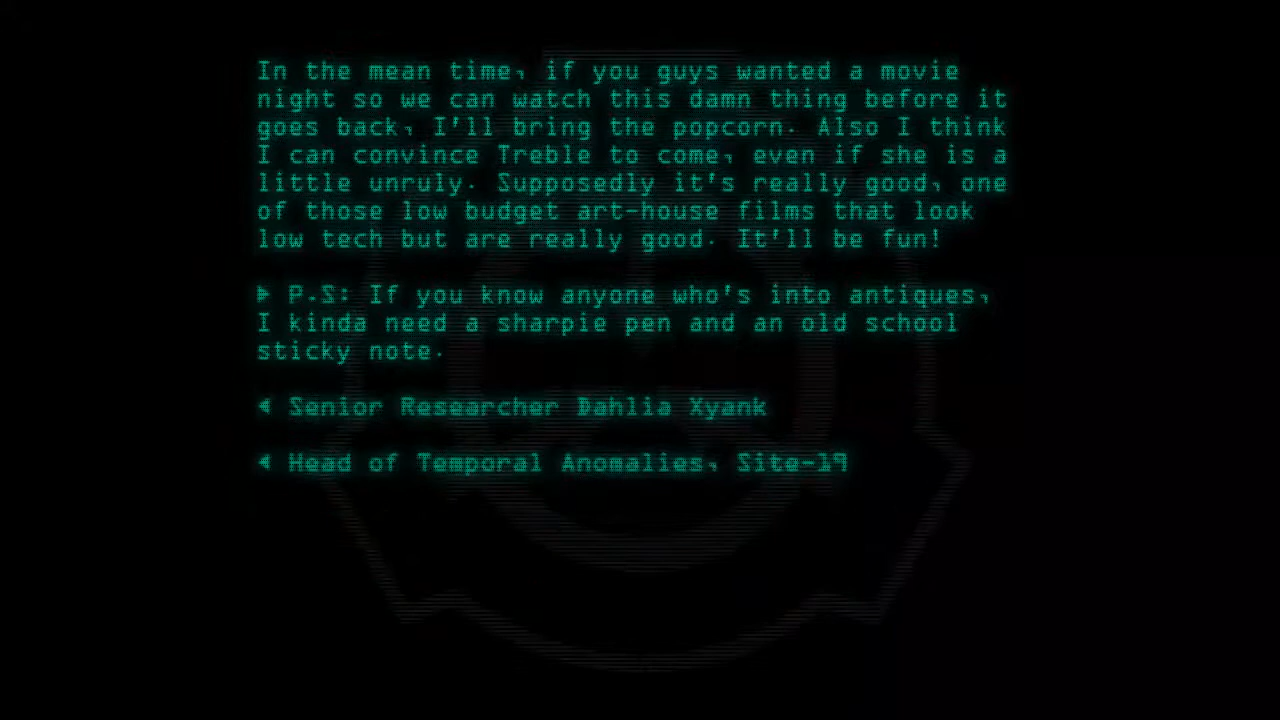 In the mean time, if you guys wanted a movie
night so we can watch this damn thing before it
goes back, I'll bring the popcorn. Also I think
I can convince Treble to come, even if she is a
little unruly. Supposedly it's really good, one
of those low budget art-house films that look
low tech but are really good. It'll be fun!
▶ P.S: If you know anyone who's into antiques,
I kinda need a sharpie pen and an old school
sticky note.
◀ Senior Researcher Dahlia Xyank
◀ Head of Temporal Anomalies, Site-19